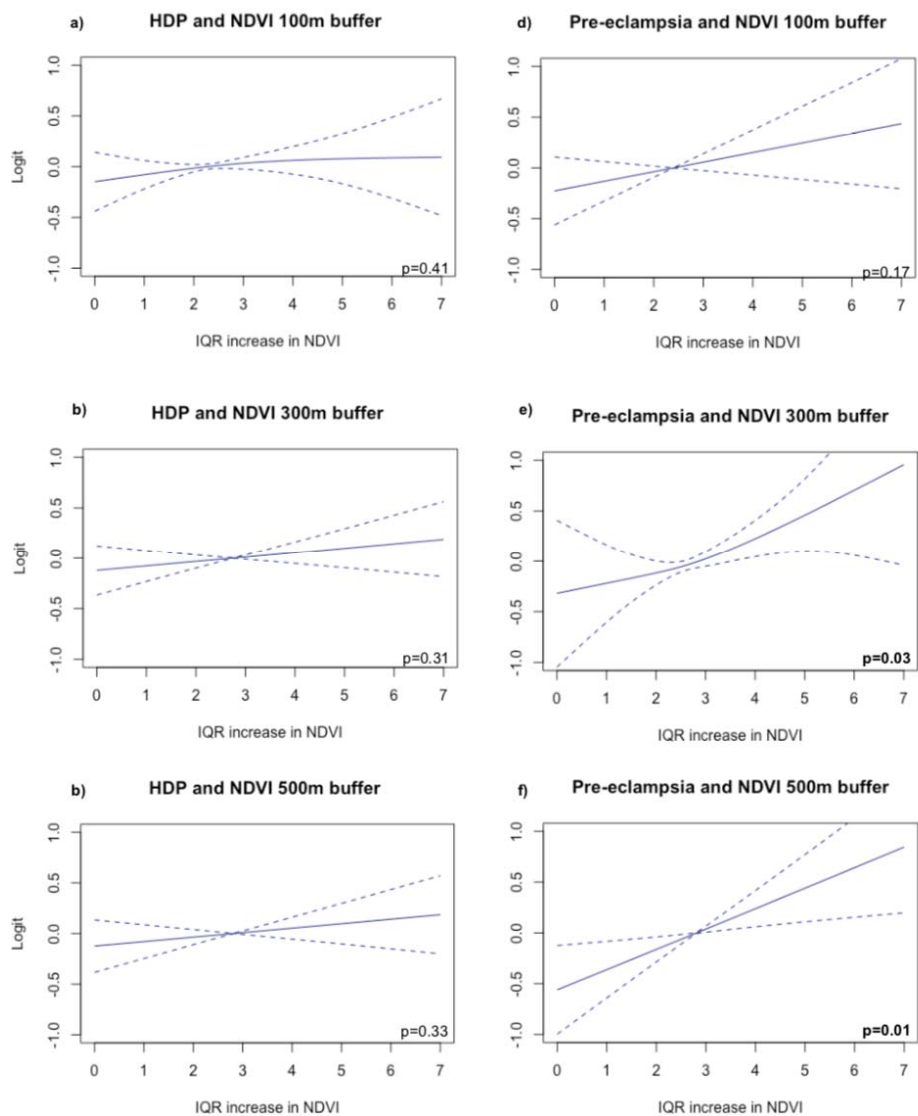 a) HDP and NDVI 100m buffer
1.0
0.5
0.0
-0.5
-1.0
Logit
p=0.41
0 1 2 3 4 5 6 7
IQR increase in NDVI
d) Pre-eclampsia and NDVI 100m buffer
1.0
0.5
0.0
-0.5
-1.0
p=0.17
0 1 2 3 4 5 6 7
IQR increase in NDVI
b) HDP and NDVI 300m buffer
1.0
0.5
0.0
-0.5
-1.0
Logit
p=0.31
0 1 2 3 4 5 6 7
IQR increase in NDVI
e) Pre-eclampsia and NDVI 300m buffer
1.0
0.5
0.0
-0.5
-1.0
p=0.03
0 1 2 3 4 5 6 7
IQR increase in NDVI
b) HDP and NDVI 500m buffer
1.0
0.5
0.0
-0.5
-1.0
Logit
p=0.33
0 1 2 3 4 5 6 7
IQR increase in NDVI
f) Pre-eclampsia and NDVI 500m buffer
1.0
0.5
0.0
-0.5
-1.0
p=0.01
0 1 2 3 4 5 6 7
IQR increase in NDVI